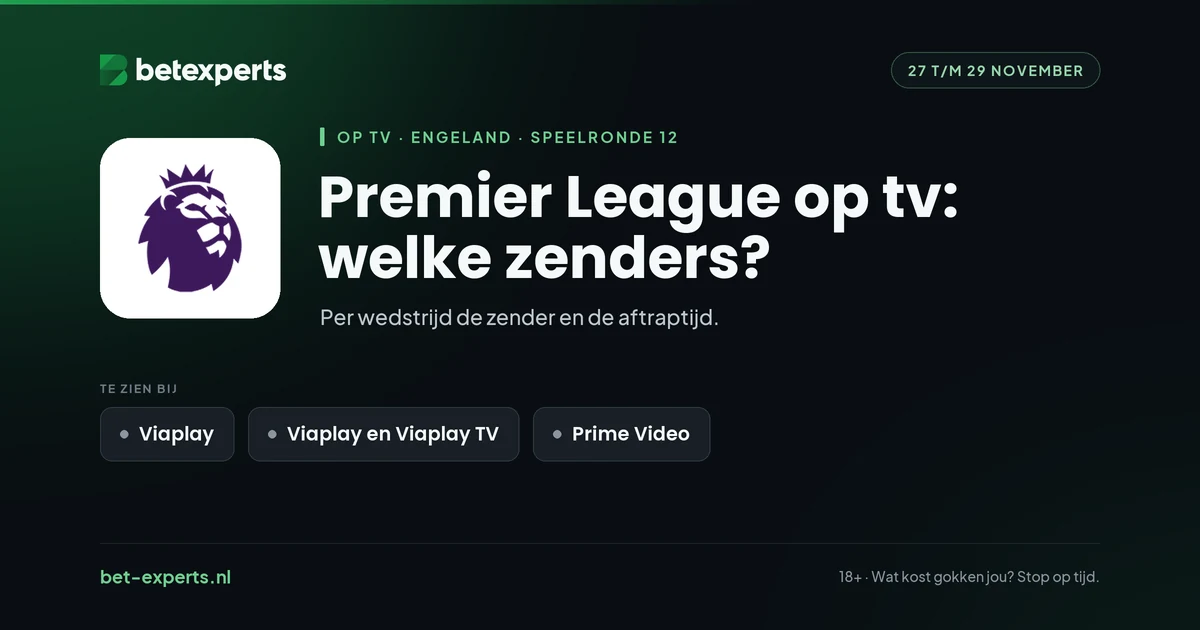 betexperts
27 T/M 29 NOVEMBER
OP TV · ENGELAND · SPEELRONDE 12
Premier League op tv:
welke zenders?
Per wedstrijd de zender en de aftraptijd.
TE ZIEN BIJ
Viaplay
Viaplay en Viaplay TV
Prime Video
bet-experts.nl
18+ · Wat kost gokken jou? Stop op tijd.